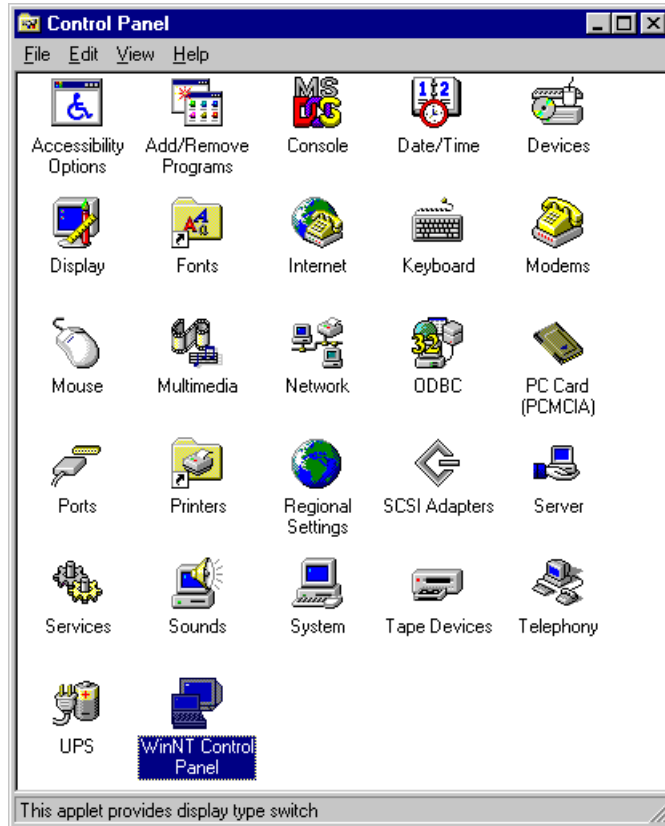 Control Panel
File Edit View Help
Accessibility Options
Add/Remove Programs
MS DOS
Console
1 2
Date/Time
Devices
Display
A A a
Fonts
Internet
Keyboard
Modems
Mouse
Multimedia
Network
32
ODBC
PC Card (PCMCIA)
Ports
Printers
Regional Settings
SCSI Adapters
Server
Services
Sounds
System
Tape Devices
Telephony
UPS
WinNT Control Panel
This applet provides display type switch